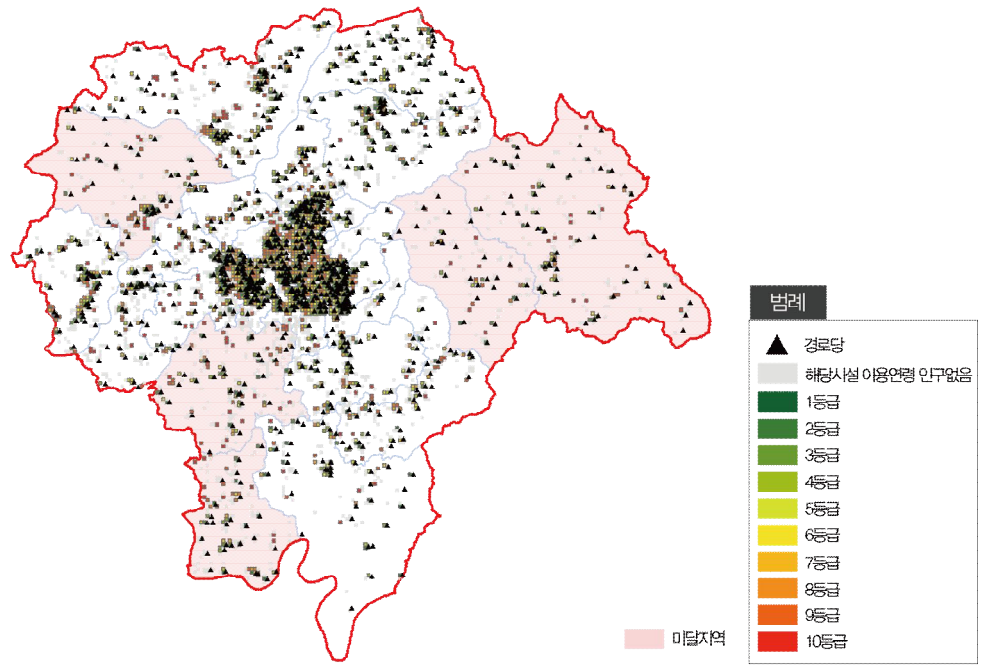 범례
경로당
해당시설 이용연령 인구없음
1등급
2등급
3등급
4등급
5등급
6등급
7등급
8등급
9등급
10등급
미달지역